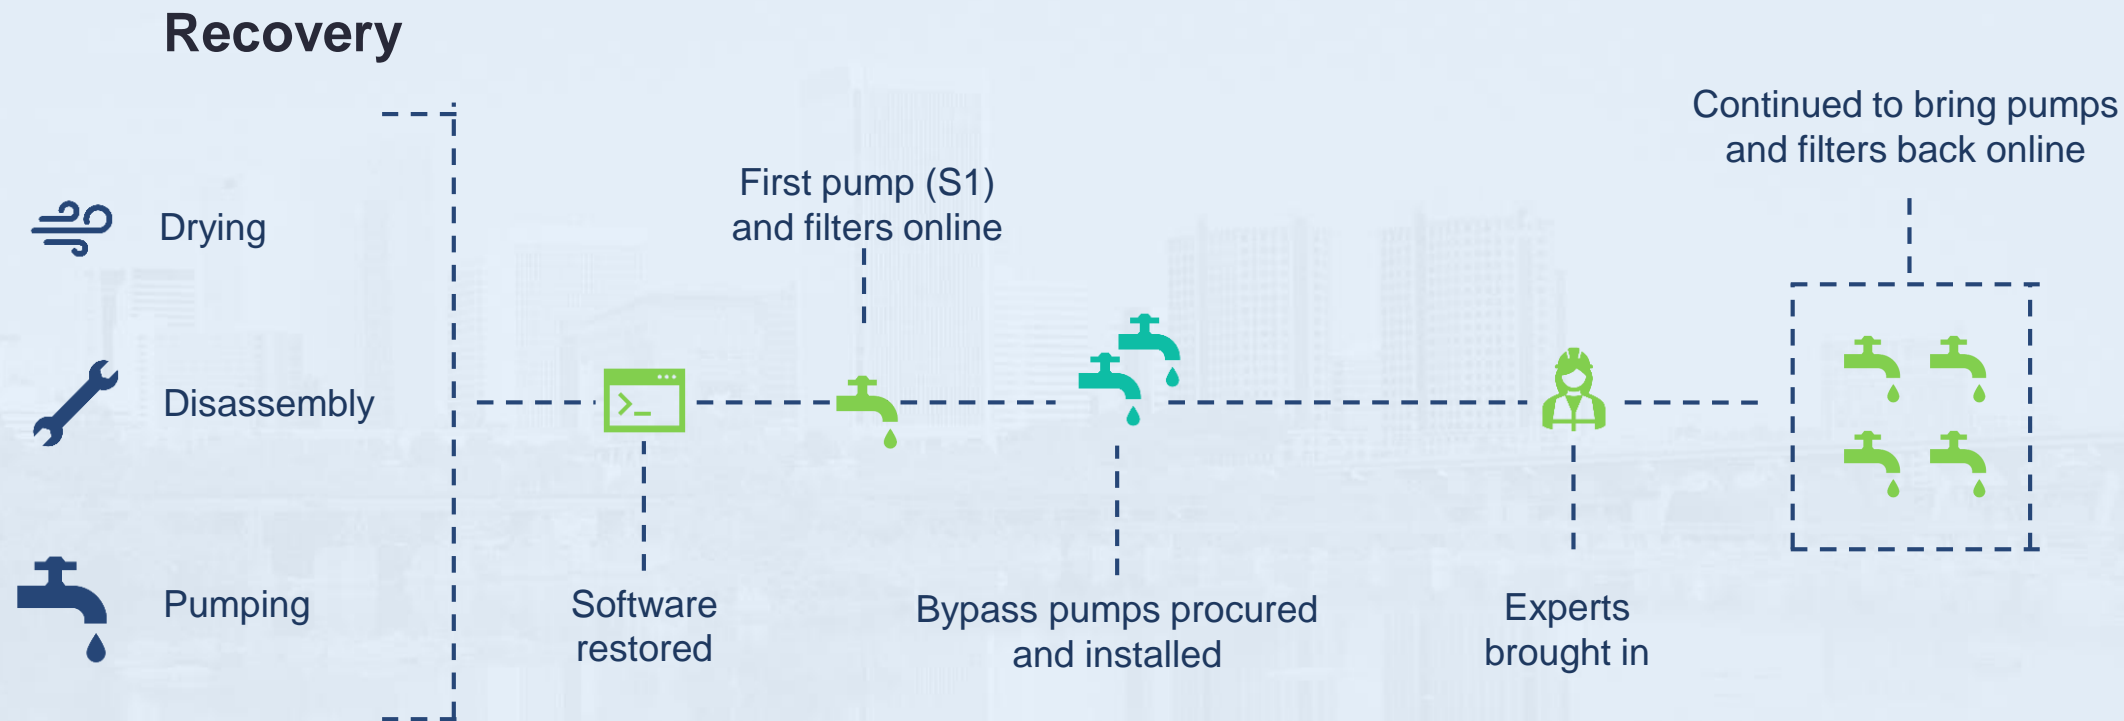 Recovery
Drying
Disassembly
Pumping
Software
restored
First pump (S1)
and filters online
Bypass pumps procured
and installed
Experts
brought in
Continued to bring pumps
and filters back online